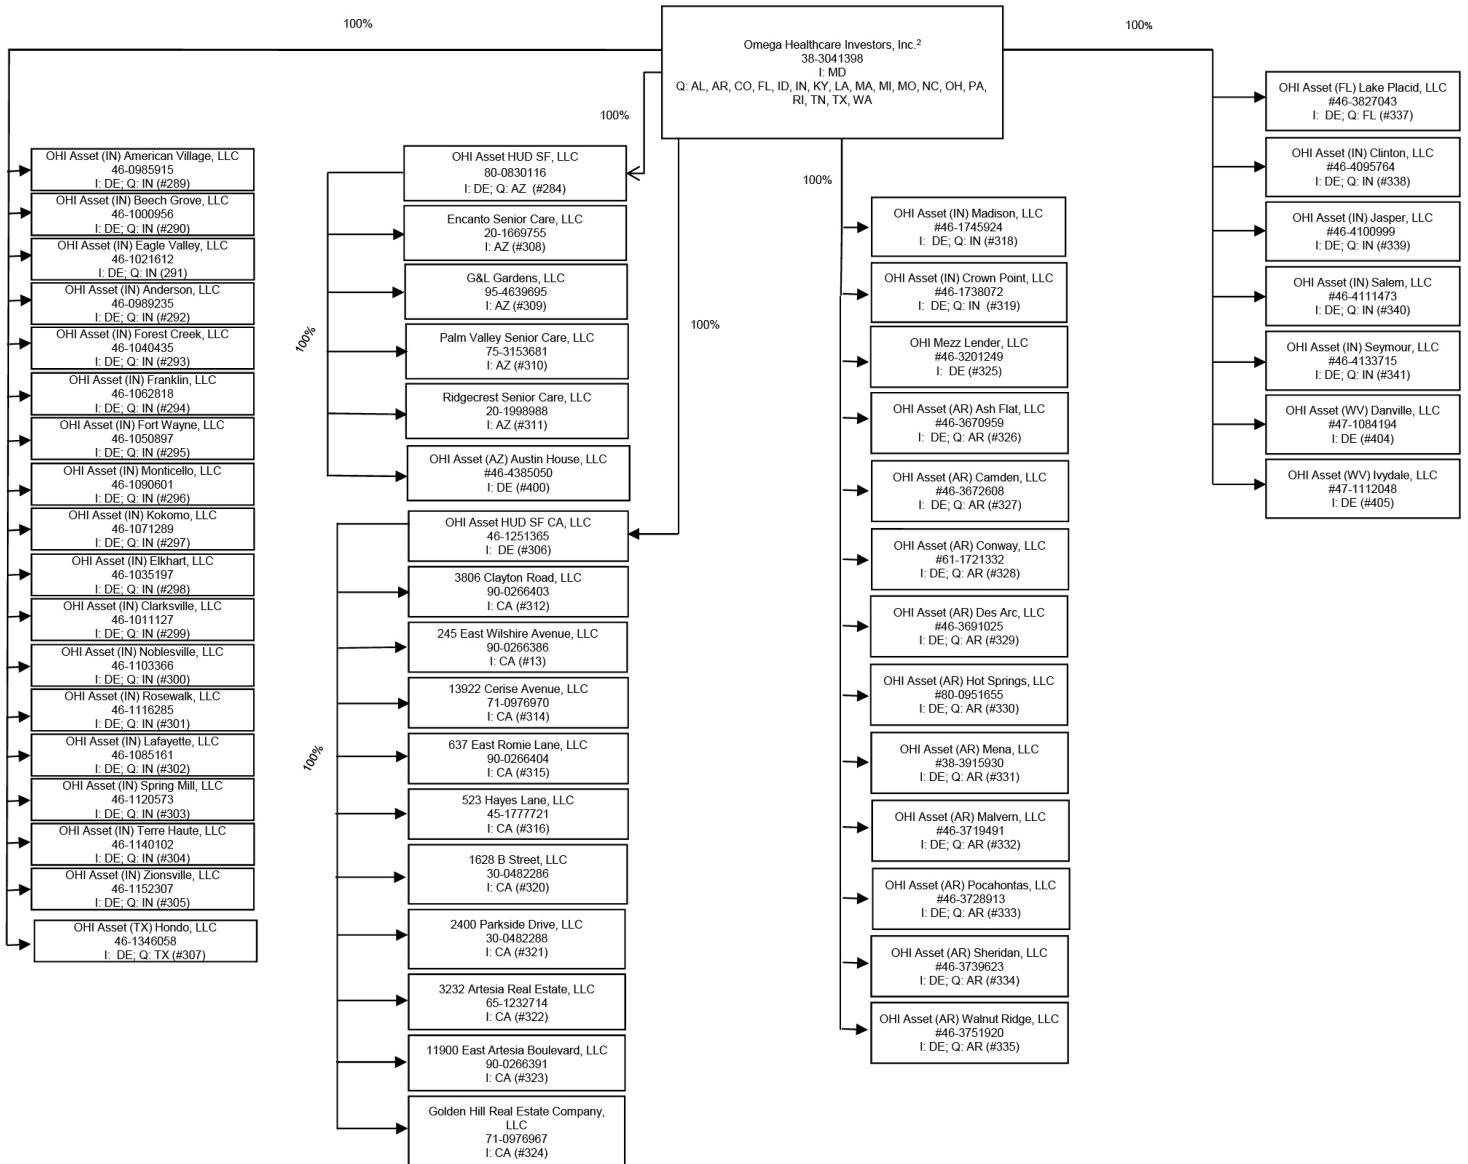 100%
Omega Healthcare Investors, Inc.²
38-3041398
I: MD
Q: AL, AR, CO, FL, ID, IN, KY, LA, MA, MI, MO, NC, OH, PA,
RI, TN, TX, WA
100%
100%
100%
100%
OHI Asset (IN) American Village, LLC
46-0985915
I: DE; Q: IN (#289)
OHI Asset (IN) Beech Grove, LLC
46-1000956
I: DE; Q: IN (#290)
OHI Asset (IN) Eagle Valley, LLC
46-1021612
I: DE; Q: IN (291)
OHI Asset (IN) Anderson, LLC
46-0989235
I: DE; Q: IN (#292)
OHI Asset (IN) Forest Creek, LLC
46-1040435
I: DE; Q: IN (#293)
OHI Asset (IN) Franklin, LLC
46-1062818
I: DE; Q: IN (#294)
OHI Asset (IN) Fort Wayne, LLC
46-1050897
I: DE; Q: IN (#295)
OHI Asset (IN) Monticello, LLC
46-1090601
I: DE; Q: IN (#296)
OHI Asset (IN) Kokomo, LLC
46-1071289
I: DE; Q: IN (#297)
OHI Asset (IN) Elkhart, LLC
46-1035197
I: DE; Q: IN (#298)
OHI Asset (IN) Clarksville, LLC
46-1011127
I: DE; Q: IN (#299)
OHI Asset (IN) Noblesville, LLC
46-1103366
I: DE; Q: IN (#300)
OHI Asset (IN) Rosewalk, LLC
46-1116285
I: DE; Q: IN (#301)
OHI Asset (IN) Lafayette, LLC
46-1085161
I: DE; Q: IN (#302)
OHI Asset (IN) Spring Mill, LLC
46-1120573
I: DE; Q: IN (#303)
OHI Asset (IN) Terre Haute, LLC
46-1140102
I: DE; Q: IN (#304)
OHI Asset (IN) Zionsville, LLC
46-1152307
I: DE; Q: IN (#305)
OHI Asset (TX) Hondo, LLC
46-1346058
I: DE; Q: TX (#307)
OHI Asset HUD SF, LLC
80-0830116
I: DE; Q: AZ (#284)
100%
Encanto Senior Care, LLC
20-1669755
I: AZ (#308)
G&L Gardens, LLC
95-4639695
I: AZ (#309)
Palm Valley Senior Care, LLC
75-3153681
I: AZ (#310)
Ridgecrest Senior Care, LLC
20-1998988
I: AZ (#311)
OHI Asset (AZ) Austin House, LLC
#46-4385050
I: DE (#400)
OHI Asset HUD SF CA, LLC
46-1251365
I: DE (#306)
100%
3806 Clayton Road, LLC
90-0266403
I: CA (#312)
245 East Wilshire Avenue, LLC
90-0266386
I: CA (#13)
13922 Cerise Avenue, LLC
71-0976970
I: CA (#314)
637 East Romie Lane, LLC
90-0266404
I: CA (#315)
523 Hayes Lane, LLC
45-1777721
I: CA (#316)
1628 B Street, LLC
30-0482286
I: CA (#320)
2400 Parkside Drive, LLC
30-0482288
I: CA (#321)
3232 Artesia Real Estate, LLC
65-1232714
I: CA (#322)
11900 East Artesia Boulevard, LLC
90-0266391
I: CA (#323)
Golden Hill Real Estate Company,
LLC
71-0976967
I: CA (#324)
OHI Asset (IN) Madison, LLC
#46-1745924
I: DE; Q: IN (#318)
OHI Asset (IN) Crown Point, LLC
#46-1738072
I: DE; Q: IN (#319)
OHI Mezz Lender, LLC
#46-3201249
I: DE (#325)
OHI Asset (AR) Ash Flat, LLC
#46-3670959
I: DE; Q: AR (#326)
OHI Asset (AR) Camden, LLC
#46-3672608
I: DE; Q: AR (#327)
OHI Asset (AR) Conway, LLC
#61-1721332
I: DE; Q: AR (#328)
OHI Asset (AR) Des Arc, LLC
#46-3691025
I: DE; Q: AR (#329)
OHI Asset (AR) Hot Springs, LLC
#80-0951655
I: DE; Q: AR (#330)
OHI Asset (AR) Mena, LLC
#38-3915930
I: DE; Q: AR (#331)
OHI Asset (AR) Malvern, LLC
#46-3719491
I: DE; Q: AR (#332)
OHI Asset (AR) Pocahontas, LLC
#46-3728913
I: DE; Q: AR (#333)
OHI Asset (AR) Sheridan, LLC
#46-3739623
I: DE; Q: AR (#334)
OHI Asset (AR) Walnut Ridge, LLC
#46-3751920
I: DE; Q: AR (#335)
OHI Asset (FL) Lake Placid, LLC
#46-3827043
I: DE; Q: FL (#337)
OHI Asset (IN) Clinton, LLC
#46-4095764
I: DE; Q: IN (#338)
OHI Asset (IN) Jasper, LLC
#46-4100999
I: DE; Q: IN (#339)
OHI Asset (IN) Salem, LLC
#46-4111473
I: DE; Q: IN (#340)
OHI Asset (IN) Seymour, LLC
#46-4133715
I: DE; Q: IN (#341)
OHI Asset (WV) Danville, LLC
#47-1084194
I: DE (#404)
OHI Asset (WV) Ivydale, LLC
#47-1112048
I: DE (#405)